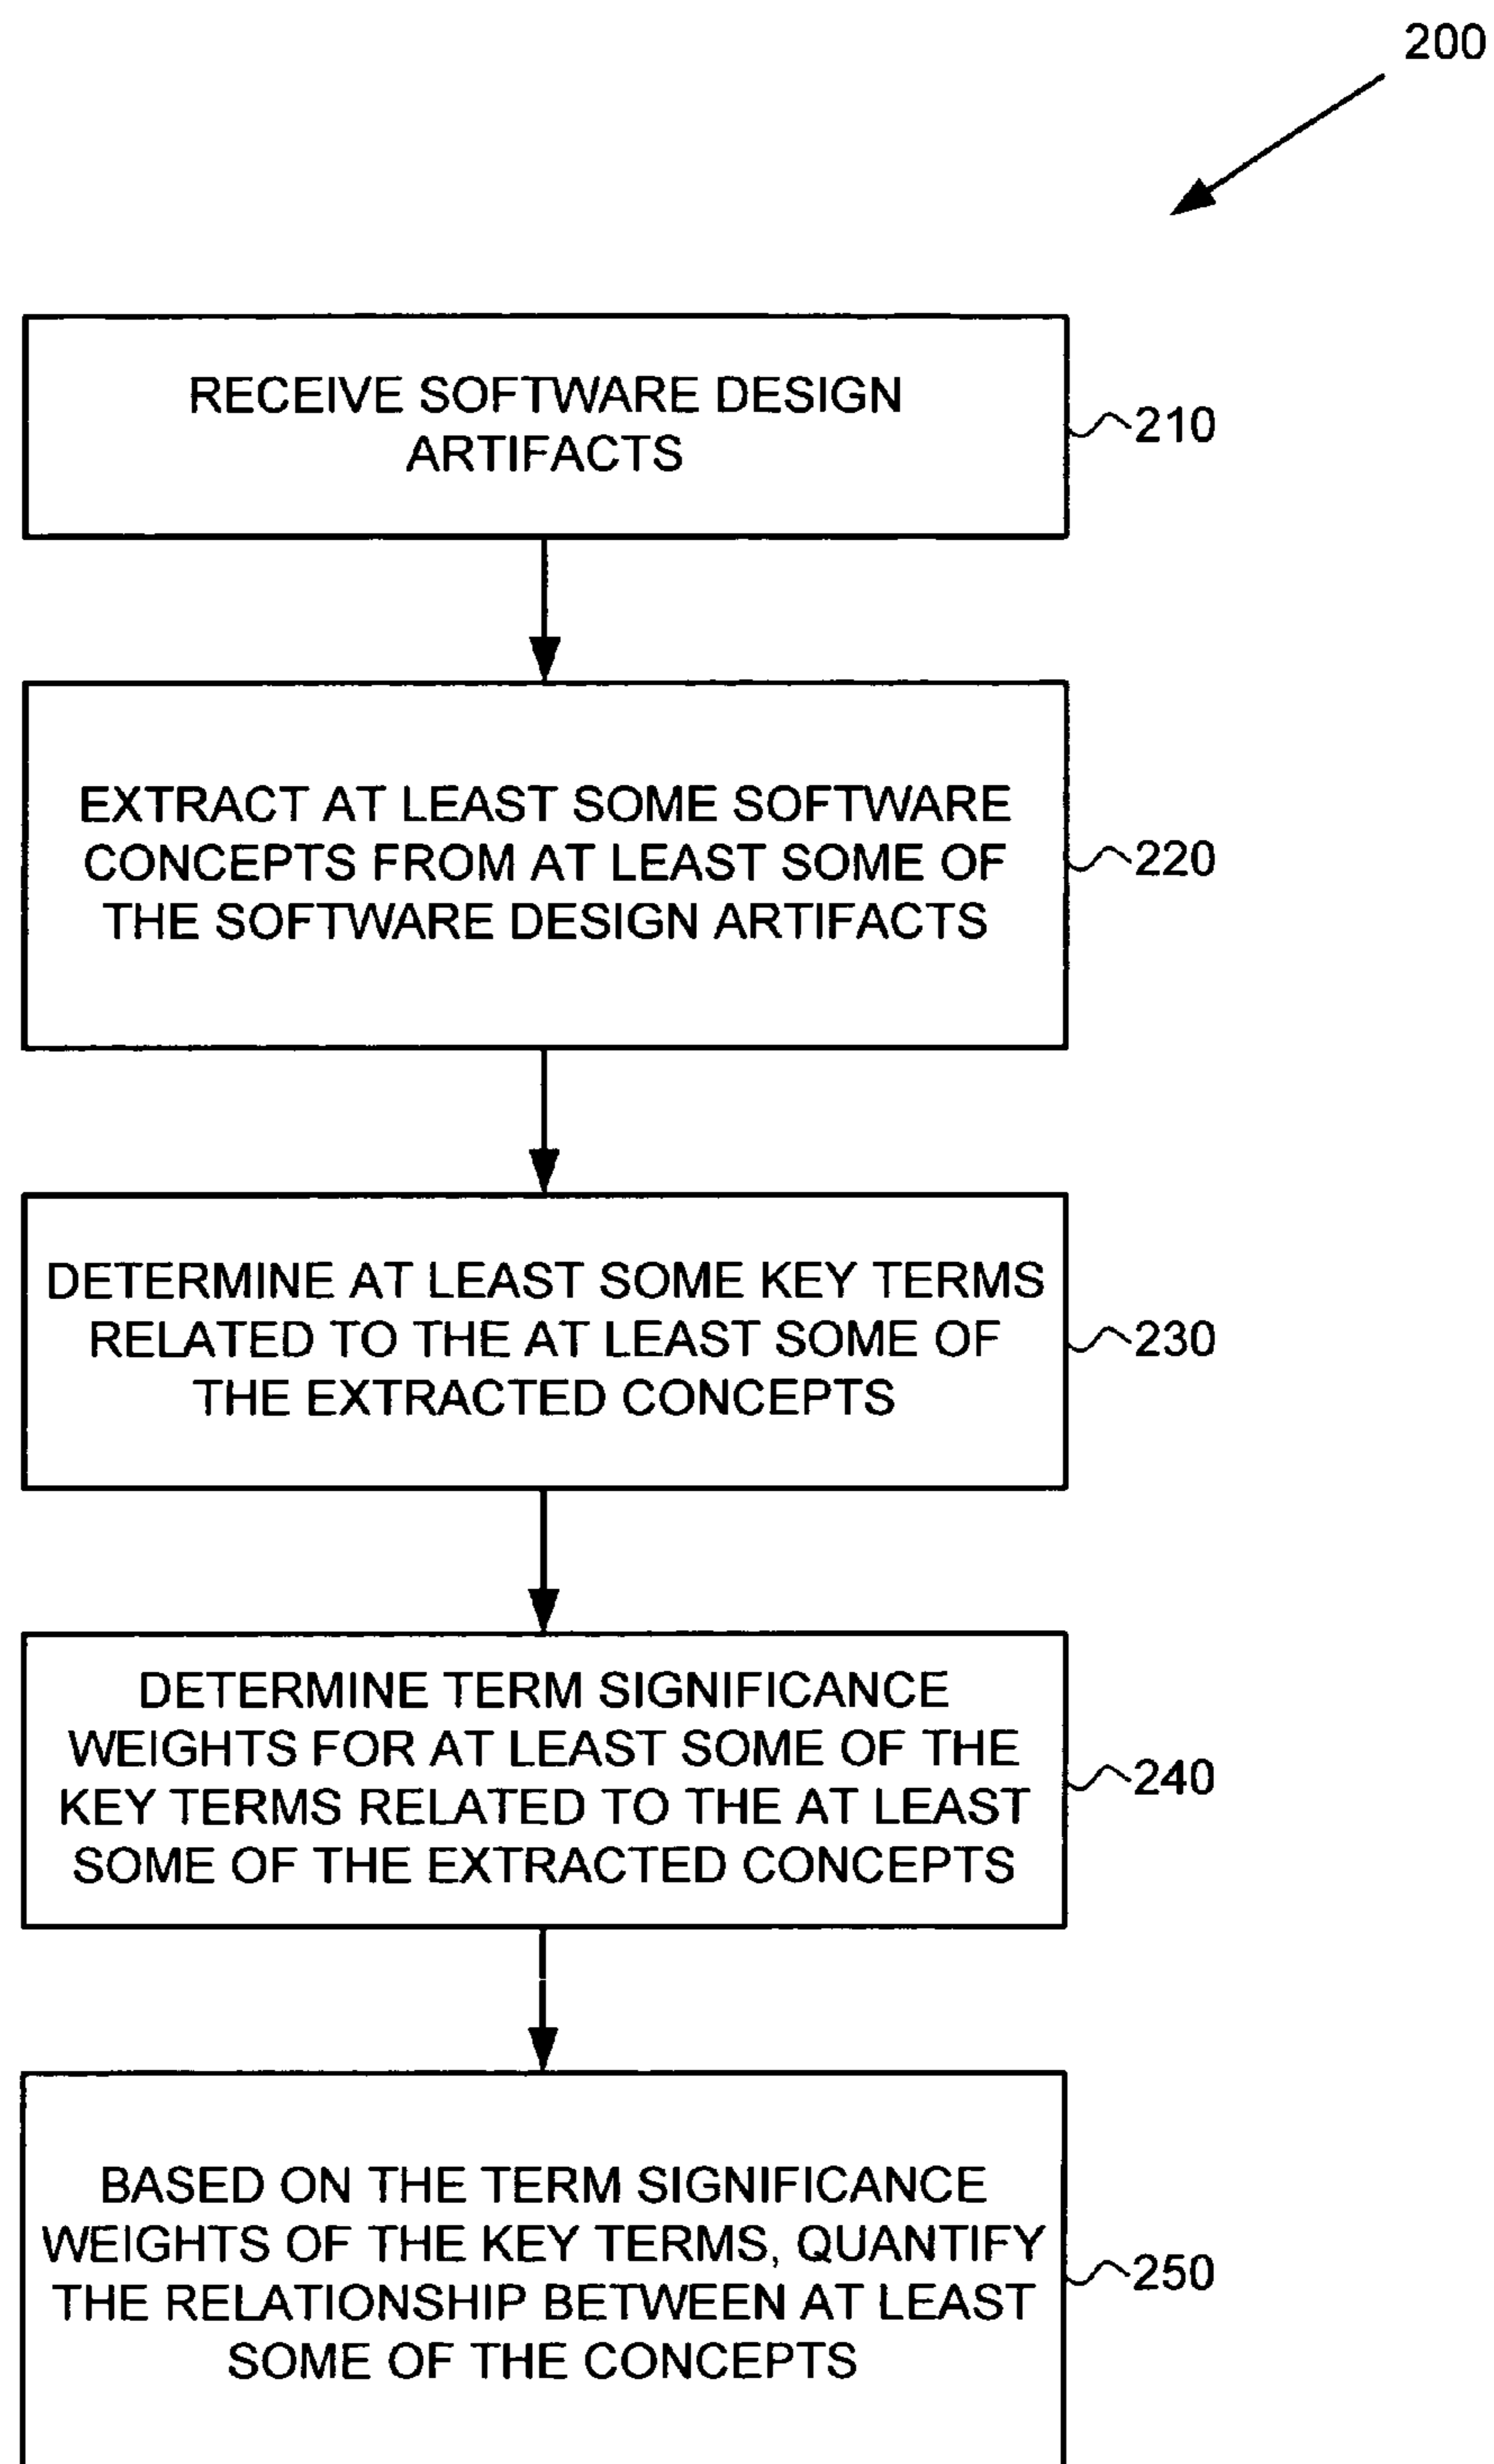 200
RECEIVE SOFTWARE DESIGN
ARTIFACTS
210
EXTRACT AT LEAST SOME SOFTWARE
CONCEPTS FROM AT LEAST SOME OF
THE SOFTWARE DESIGN ARTIFACTS
220
DETERMINE AT LEAST SOME KEY TERMS
RELATED TO THE AT LEAST SOME OF
THE EXTRACTED CONCEPTS
230
DETERMINE TERM SIGNIFICANCE
WEIGHTS FOR AT LEAST SOME OF THE
KEY TERMS RELATED TO THE AT LEAST
SOME OF THE EXTRACTED CONCEPTS
240
BASED ON THE TERM SIGNIFICANCE
WEIGHTS OF THE KEY TERMS, QUANTIFY
THE RELATIONSHIP BETWEEN AT LEAST
SOME OF THE CONCEPTS
250